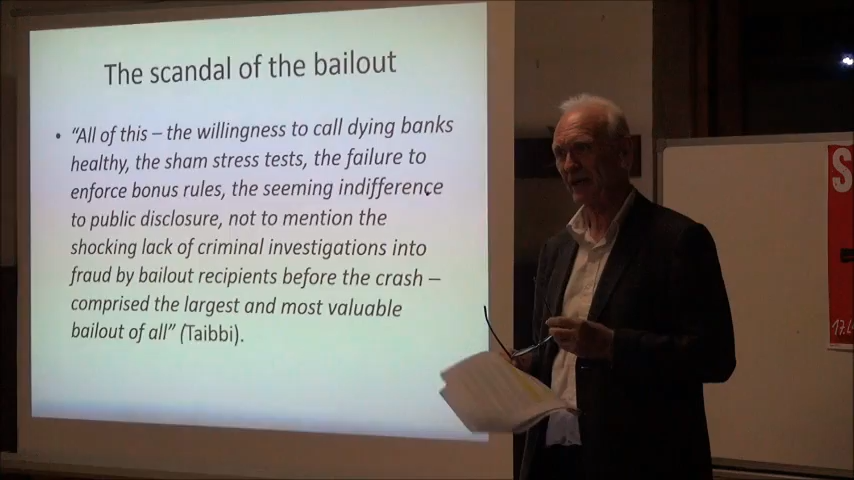 The scandal of the bailout
• “All of this – the willingness to call dying banks
healthy, the sham stress tests, the failure to
enforce bonus rules, the seeming indifference
to public disclosure, not to mention the
shocking lack of criminal investigations into
fraud by bailout recipients before the crash –
comprised the largest and most valuable
bailout of all” (Taibbi).
S
17.